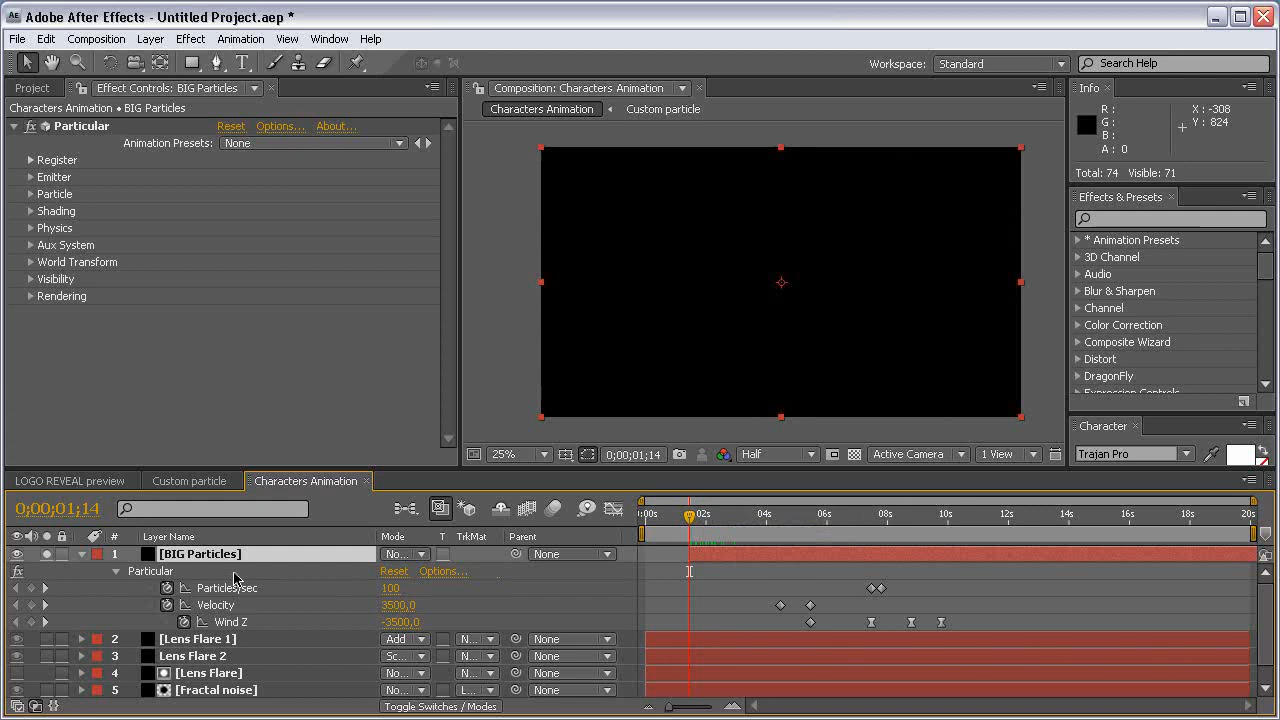 Adobe After Effects - Untitled Project.aep *
File Edit Composition Layer Effect Animation View Window Help
Workspace: Standard Search Help
Project Effect Controls: BIG Particles Composition: Characters Animation Info
Characters Animation • BIG Particles
Characters Animation Custom particle
Particular Reset Options... About...
Animation Presets: None
Register
Emitter
Particle
Shading
Physics
Aux System
World Transform
Visibility
Rendering
R: X: -308
G: Y: 824
B:
A: 0
Total: 74 Visible: 71
Effects & Presets
* Animation Presets
3D Channel
Audio
Blur & Sharpen
Channel
Color Correction
Composite Wizard
Distort
DragonFly
Expression Controls
Character
Trajan Pro
25% 0;00;01;14 Half Active Camera 1 View
LOGO REVEAL preview Custom particle Characters Animation
0;00;01;14
:00s 02s 04s 06s 08s 10s 12s 14s 16s 18s 20s
# Layer Name Mode T TrkMat Parent
1 [BIG Particles] No... None
Particular Reset Options...
Particles/sec 100
Velocity 3500,0
Wind Z -3500,0
2 [Lens Flare 1] Add N... None
3 Lens Flare 2 Sc... N... None
4 [Lens Flare] No... N... None
5 [Fractal noise] No... L... None
Toggle Switches / Modes